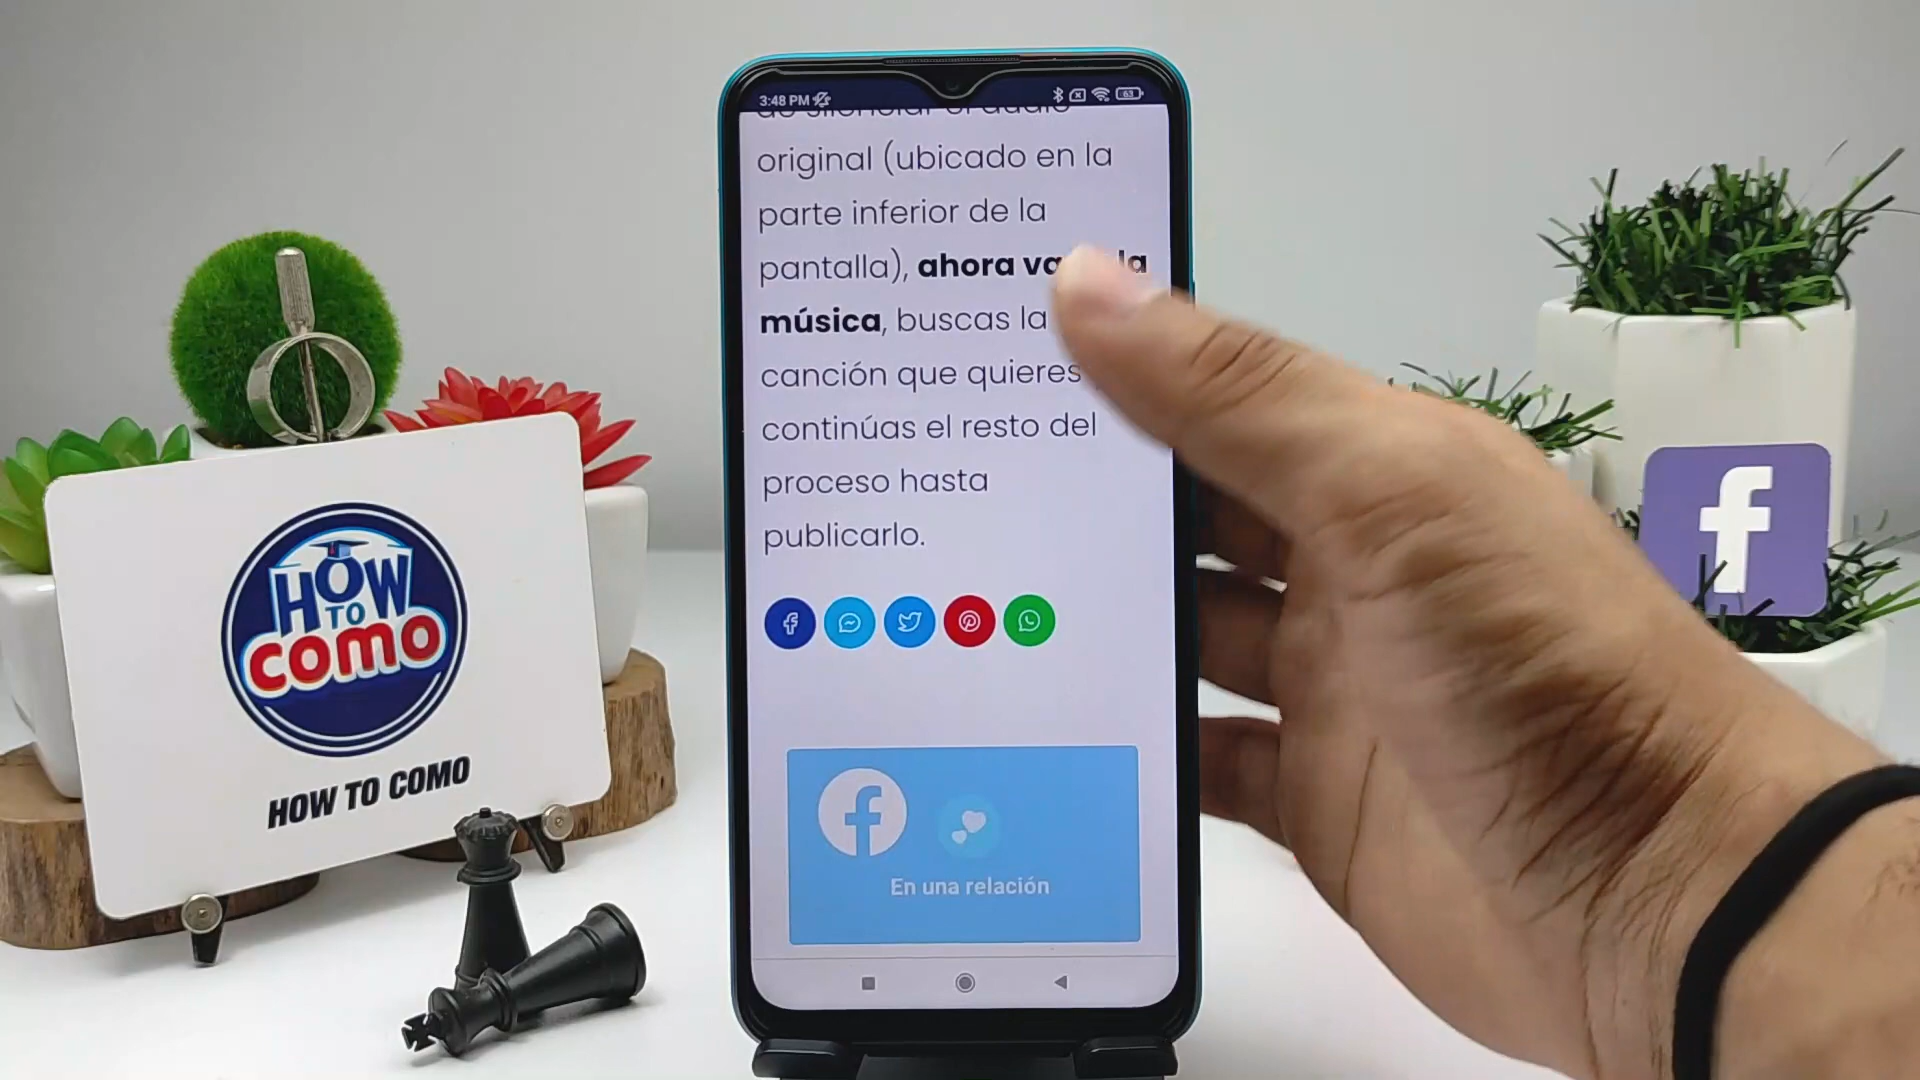 3:48 PM
63
original (ubicado en la
parte inferior de la
pantalla), ahora
música, buscas la
canción que quieres
continúas el resto del
proceso hasta
publicarlo.
En una relación
HOW
TO
como
HOW TO COMO